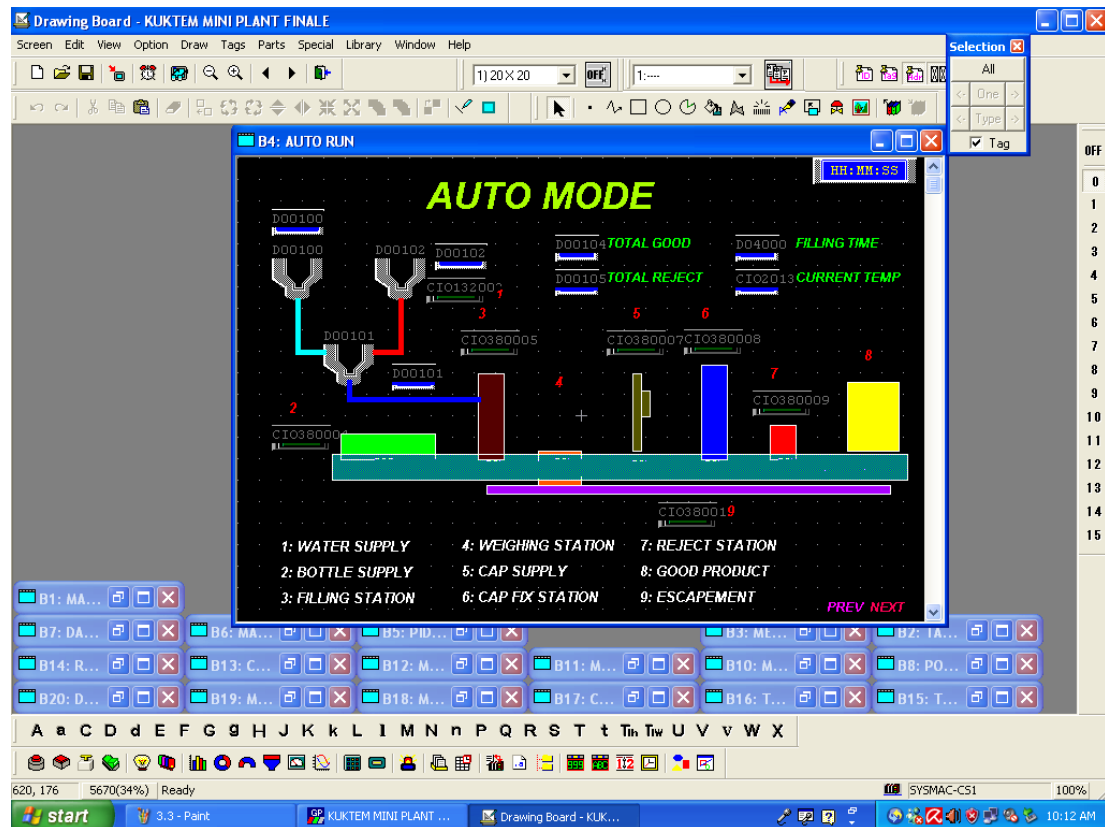 Drawing Board - KUKTEM MINI PLANT FINALE
Screen Edit View Option Draw Tags Parts Special Library Window Help
Selection
All
One
Type
Tag
1) 20 X 20
OFF
1:----
B4: AUTO RUN
HH:MM:SS
AUTO MODE
D00100
D00100 D00102 D00102
D00104 TOTAL GOOD D04000 FILLING TIME
D00105 TOTAL REJECT CIO2013 CURRENT TEMP
1
3 5 6
D00101 CIO380005 CIO380007 CIO380008
8
D00101 4 7
CIO380009
2
CIO3800019
1: WATER SUPPLY 4: WEIGHING STATION 7: REJECT STATION
2: BOTTLE SUPPLY 5: CAP SUPPLY 8: GOOD PRODUCT
3: FILLING STATION 6: CAP FIX STATION 9: ESCAPEMENT
PREV NEXT
OFF
0
1
2
3
4
5
6
7
8
9
10
11
12
13
14
15
B1: MA...
B7: DA... B6: MA... B5: PID... B3: ME... B2: TA...
B14: R... B13: C... B12: M... B11: M... B10: M... B8: PO...
B20: D... B19: M... B18: M... B17: C... B16: T... B15: T...
A a C D d E F G g H J K k L l M N n P Q R S T t Tih Tiw U V v W X
620, 176 5670(34%) Ready SYSMAC-CS1 100%
start 3.3 - Paint KUKTEM MINI PLANT ... Drawing Board - KUK... 10:12 AM